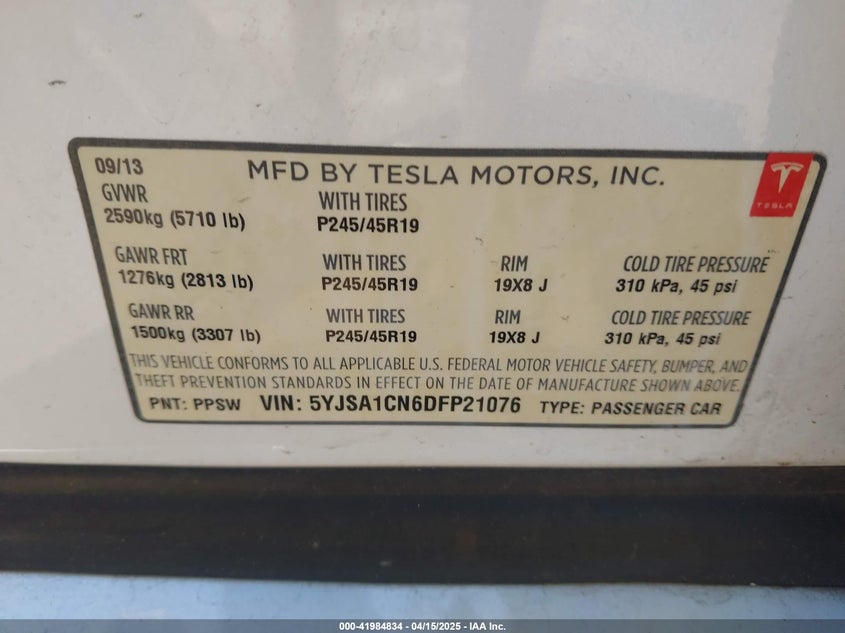 09/13 MFD BY TESLA MOTORS, INC.
TESLA
GVWR WITH TIRES
2590kg (5710 lb) P245/45R19
GAWR FRT WITH TIRES RIM COLD TIRE PRESSURE
1276kg (2813 lb) P245/45R19 19X8 J 310 kPa, 45 psi
GAWR RR WITH TIRES RIM COLD TIRE PRESSURE
1500kg (3307 lb) P245/45R19 19X8 J 310 kPa, 45 psi
THIS VEHICLE CONFORMS TO ALL APPLICABLE U.S. FEDERAL MOTOR VEHICLE SAFETY, BUMPER, AND
THEFT PREVENTION STANDARDS IN EFFECT ON THE DATE OF MANUFACTURE SHOWN ABOVE.
PNT: PPSW VIN: 5YJSA1CN6DFP21076 TYPE: PASSENGER CAR
000-41984834 - 04/15/2025 - IAA Inc.